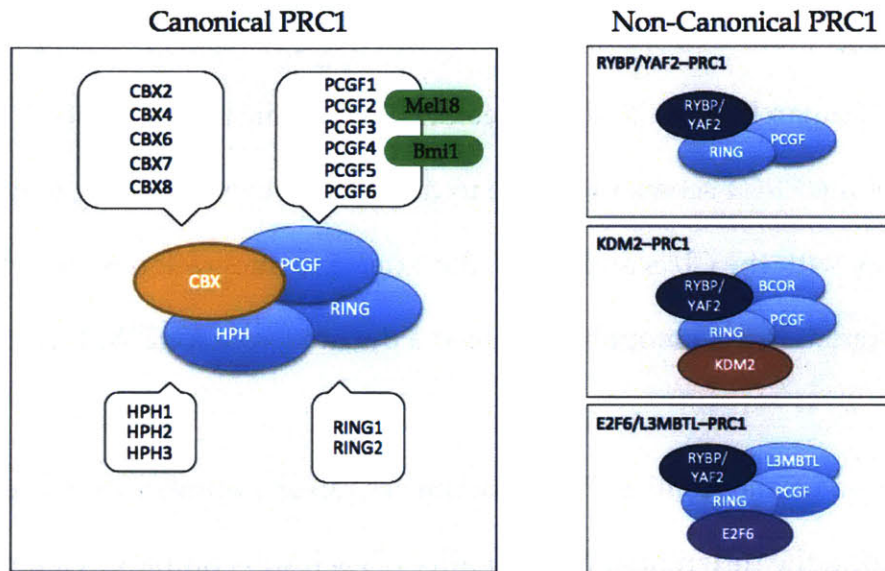 Canonical PRC1
CBX2
CBX4
CBX6
CBX7
CBX8
PCGF1
PCGF2
PCGF3
PCGF4
PCGF5
PCGF6
Mel18
Bmi1
CBX
PCGF
RING
HPH
HPH1
HPH2
HPH3
RING1
RING2
Non-Canonical PRC1
RYBP/YAF2–PRC1
RYBP/
YAF2
RING
PCGF
KDM2–PRC1
RYBP/
YAF2
BCOR
RING
PCGF
KDM2
E2F6/L3MBTL–PRC1
RYBP/
YAF2
L3MBTL
RING
PCGF
E2F6